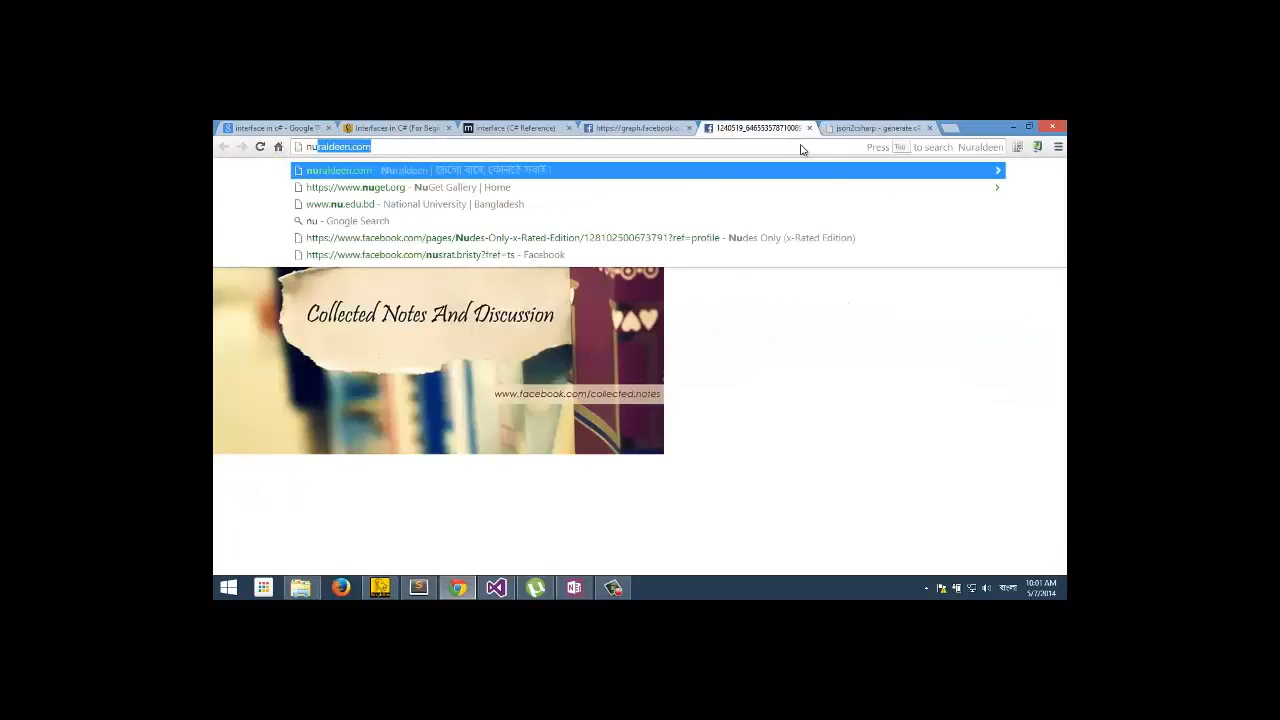 interface in c# - Google
Interfaces in C# (For Begi
interface (C# Reference)
https://graph.facebook.c
1240519_646553578710089
json2csharp - generate c#
nuraldeen.com
Press Tab to search Nuraldeen
nuraldeen.com - Nuraldeen | জাগো বাহে, কোনঠে সবাই !
https://www.nuget.org - NuGet Gallery | Home
www.nu.edu.bd - National University | Bangladesh
nu - Google Search
https://www.facebook.com/pages/Nudes-Only-x-Rated-Edition/128102500673791?ref=profile - Nudes Only (x-Rated Edition)
https://www.facebook.com/nusrat.bristy?fref=ts - Facebook
Collected Notes And Discussion
www.facebook.com/collected.notes
10:01 AM
বাংলা
5/7/2014